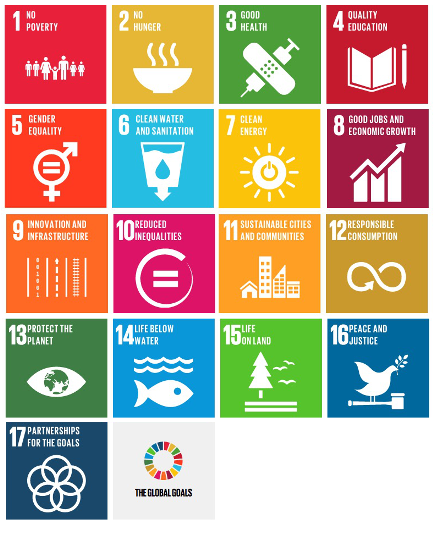 1 NO
POVERTY
2 NO
HUNGER
3 GOOD
HEALTH
4 QUALITY
EDUCATION
5 GENDER
EQUALITY
6 CLEAN WATER
AND SANITATION
7 CLEAN
ENERGY
8 GOOD JOBS AND
ECONOMIC GROWTH
9 INNOVATION AND
INFRASTRUCTURE
10 REDUCED
INEQUALITIES
11 SUSTAINABLE CITIES
AND COMMUNITIES
12 RESPONSIBLE
CONSUMPTION
13 PROTECT THE
PLANET
14 LIFE BELOW
WATER
15 LIFE
ON LAND
16 PEACE AND
JUSTICE
17 PARTNERSHIPS
FOR THE GOALS
THE GLOBAL GOALS